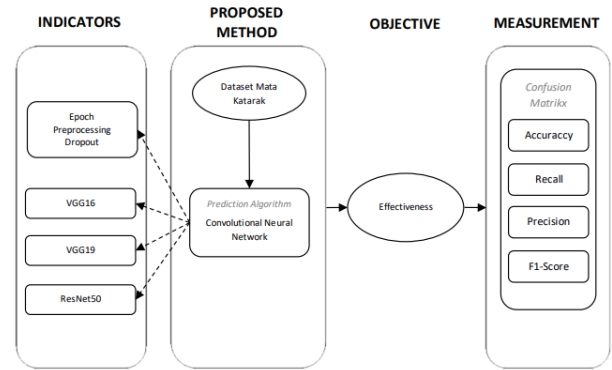 INDICATORS
PROPOSED
METHOD
OBJECTIVE
MEASUREMENT
Epoch
Preprocessing
Dropout
VGG16
VGG19
ResNet50
Dataset Mata
Katarak
Prediction Algorithm
Convolutional Neural
Network
Effectiveness
Confusion
Matrikx
Accuraccy
Recall
Precision
F1-Score